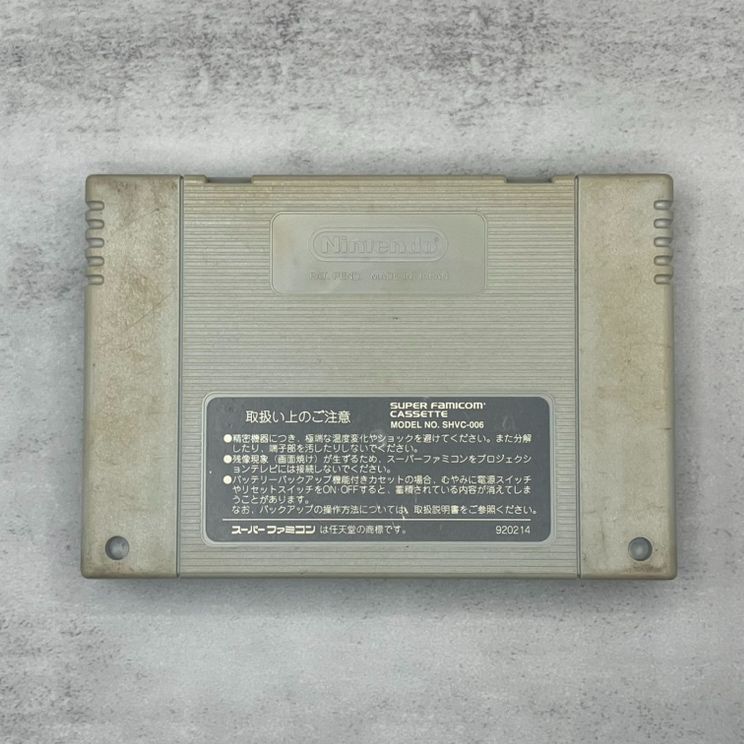 Nintendo®
PAT. PEND. MADE IN JAPAN
取扱い上のご注意
SUPER FAMICOM
CASSETTE
MODEL NO. SHVC-006
●精密機器につき、極端な温度変化やショックを避けてください。また分解
したり、端子部を汚したりしないでください。
●残像現象（画面焼け）が生ずるため、スーパーファミコンをプロジェクシ
ョンテレビには接続しないでください。
●バッテリーバックアップ機能付きカセットの場合、むやみに電源スイッチ
やリセットスイッチをON・OFFすると、蓄積されている内容が消えてしま
うことがあります。
なお、バックアップの操作方法については、取扱説明書をご参照ください。
スーパーファミコンは任天堂の商標です。
920214